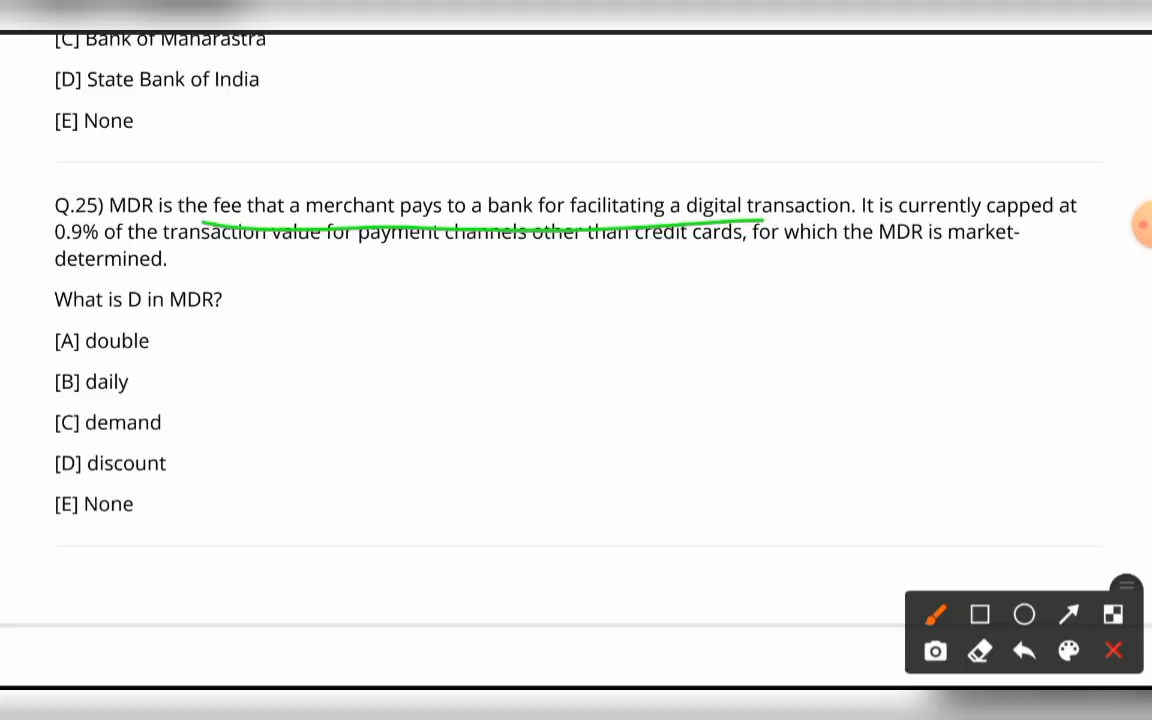 [C] Bank of Maharastra
[D] State Bank of India
[E] None
Q.25) MDR is the fee that a merchant pays to a bank for facilitating a digital transaction. It is currently capped at
0.9% of the transaction value for payment channels other than credit cards, for which the MDR is market-
determined.
What is D in MDR?
[A] double
[B] daily
[C] demand
[D] discount
[E] None